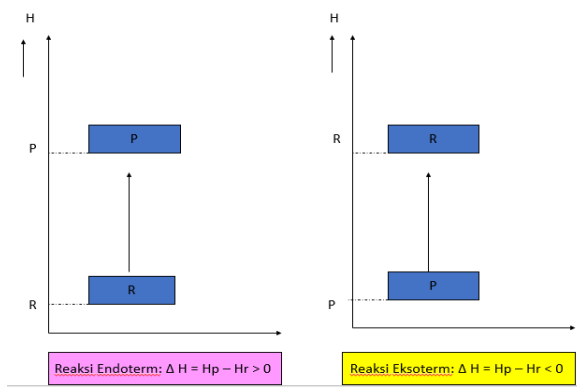 H
P
P
R
R
Reaksi Endoterm: Δ H = Hp – Hr > 0
H
R
R
P
P
Reaksi Eksoterm: Δ H = Hp – Hr < 0